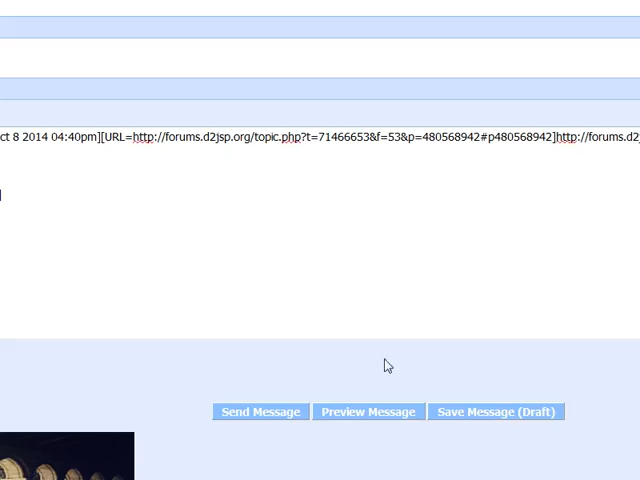 ct 8 2014 04:40pm][URL=http://forums.d2jsp.org/topic.php?t=71466653&f=53&p=480568942#p480568942]http://forums.d2
Send Message Preview Message Save Message (Draft)